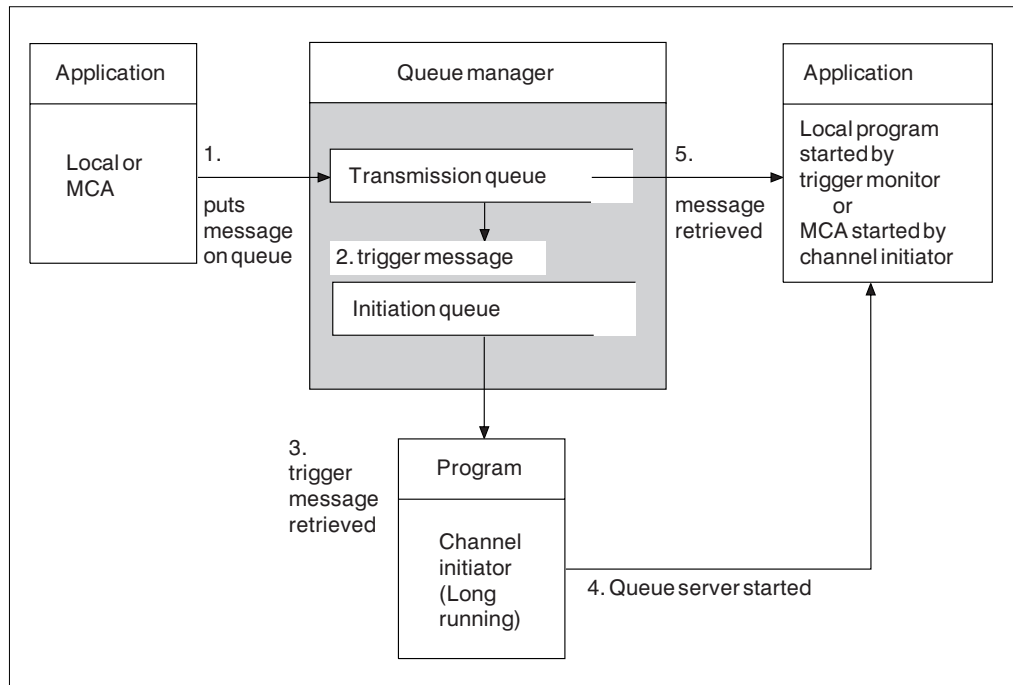 Application
Local or
MCA
1.
puts
message
on queue
Queue manager
Transmission queue
2. trigger message
Initiation queue
5.
message
retrieved
Application
Local program
started by
trigger monitor
or
MCA started by
channel initiator
3.
trigger
message
retrieved
Program
Channel
initiator
(Long
running)
4. Queue server started